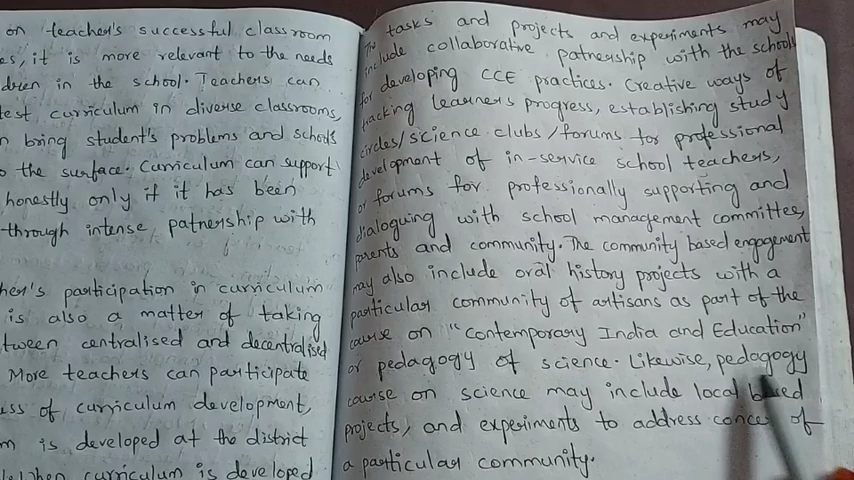 on teacher's successful classroom
es, it is more relevant to the needs
dren in the school. Teachers can
test curriculum in diverse classrooms,
n bring student's problems and schools
o the surface. Curriculum can support
honestly only if it has been
through intense, patnership with
her's participation in curriculum
is also a matter of taking
tween centralised and decentralised
More teachers can participate
ess of curriculum development,
m is developed at the district
when curriculum is developed
The tasks and projects and experiments may
include collaborative patnership with the schools
for developing CCE practices. Creative ways of
tracking learners progress, establishing study
circles/science clubs/forums for professional
development of in-service school teachers,
or forums for professionally supporting and
dialoguing with school management committee,
parents and community. The community based engagement
may also include oral history projects with a
particular community of artisans as part of the
course on "contemporary India and Education"
or pedagogy of science. Likewise, pedagogy
course on science may include local based
projects, and experiments to address of
a particular community.